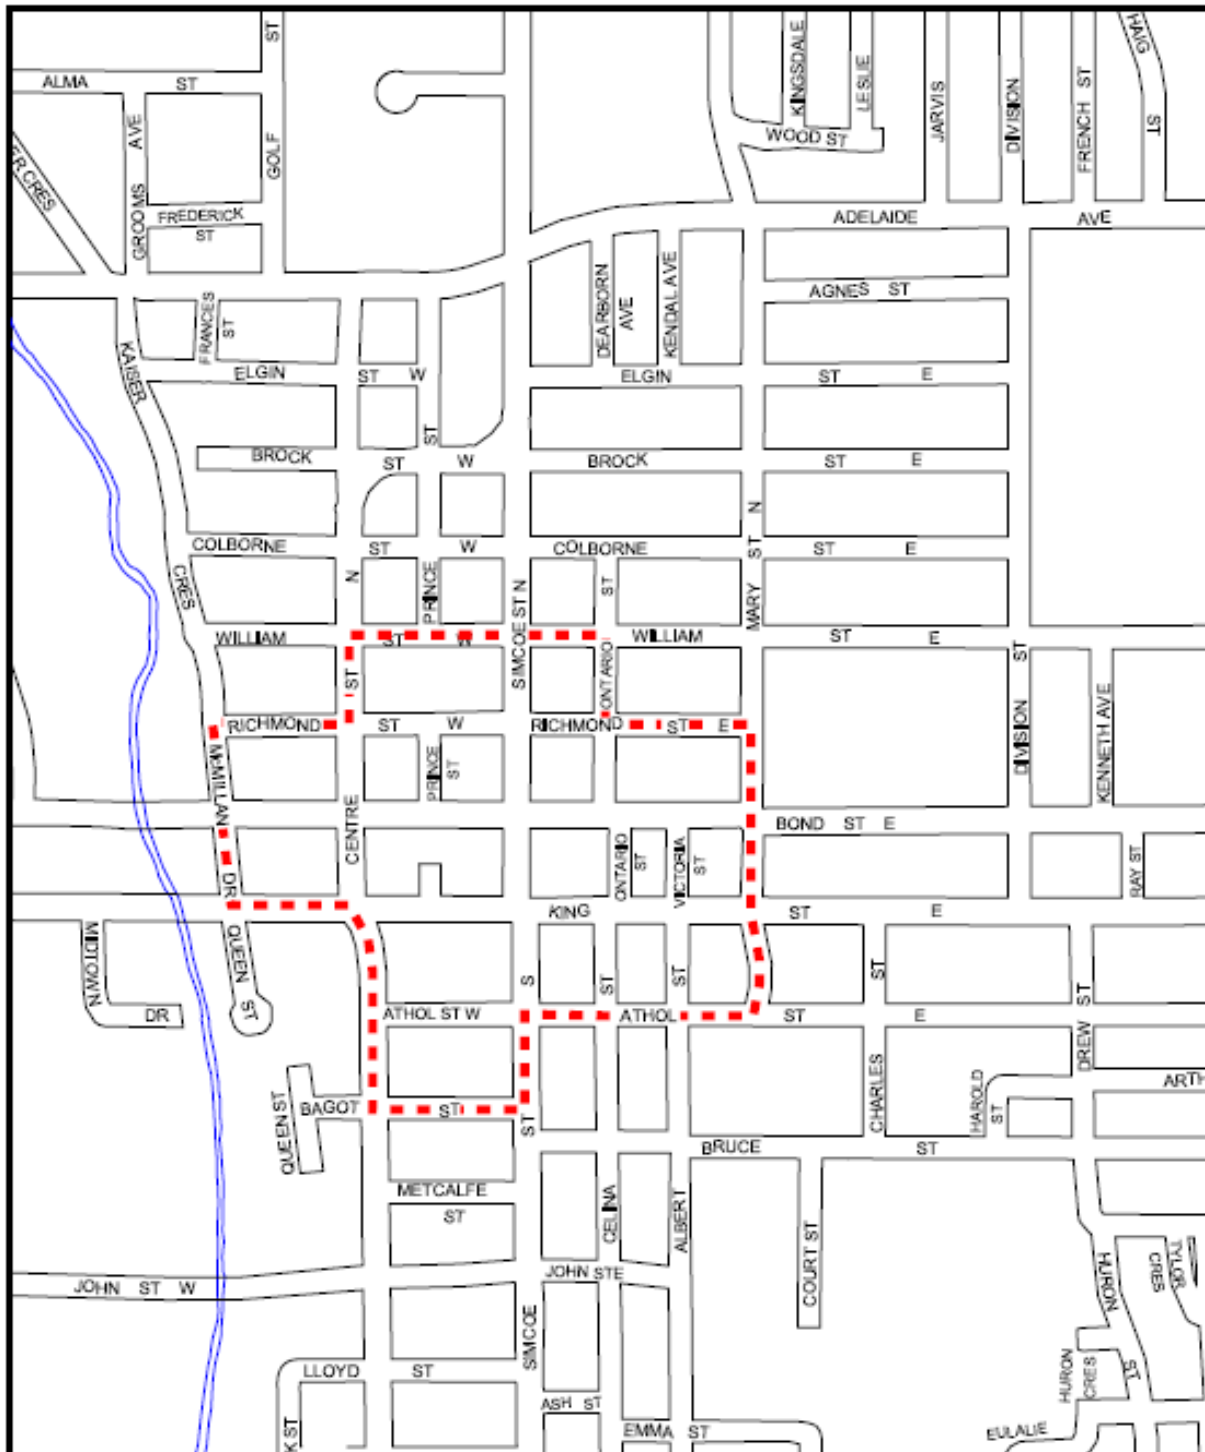 ST
HAIG
KINGSDALE
LESLIE
ALMA ST
JARVIS
DIVISION
FRENCH ST
ST
AVE
GOLF
WOOD ST
ER CRES
GROOMS
FREDERICK
ST
ADELAIDE AVE
DEARBORN
AVE
KENDAL AVE
AGNES ST
FRANCES
ST
KAISER
ELGIN ST W
ELGIN ST E
ST
BROCK ST W
BROCK ST E
N
COLBORNE ST W
COLBORNE ST E
ST
CRES
N
PRINCE
SIMCOE ST N
ST
MARY
WILLIAM ST W
WILLIAM ST E
ST
ONTARIO
ST
DIVISION
KENNETH AVE
RICHMOND ST W
RICHMOND ST E
McMILLAN
PRINCE
ST
CENTRE
BOND ST E
ONTARIO
ST
VICTORIA
ST
RAY ST
DR
KING ST E
MIDTOWN
DR
QUEEN ST
S
ST
ST
ST
ST
ATHOL ST W
ATHOL ST E
DREW
CHARLES
HAROLD
ST
ARTH
QUEEN ST
BAGOT ST
ST
BRUCE ST
METCALFE
ST
CELINA
ALBERT
COURT ST
HURON
CRES
TYLOR
JOHN ST W
JOHN ST E
SIMCOE
LLOYD ST
HURON
CRES
ST
ASH ST
K ST
EMMA ST
EULALIE